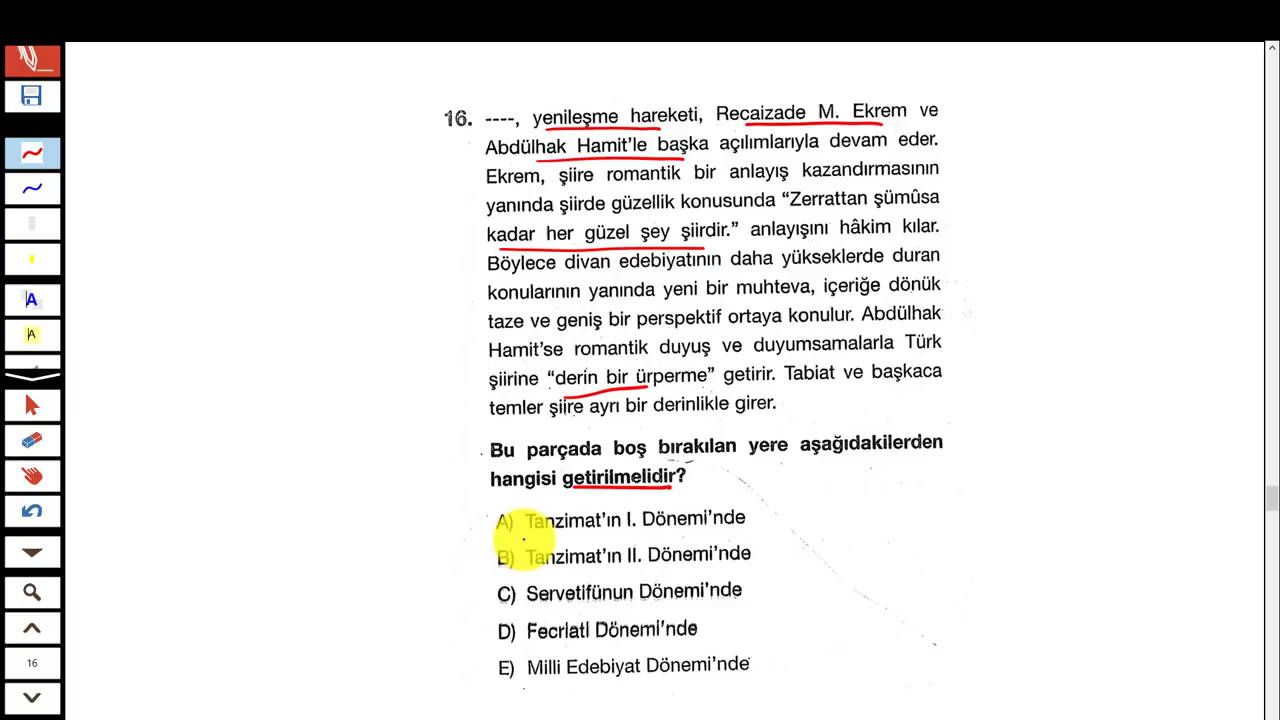 16. ----, yenileşme hareketi, Recaizade M. Ekrem ve
Abdülhak Hamit'le başka açılımlarıyla devam eder.
Ekrem, şiire romantik bir anlayış kazandırmasının
yanında şiirde güzellik konusunda “Zerrattan şümûsa
kadar her güzel şey şiirdir.” anlayışını hâkim kılar.
Böylece divan edebiyatının daha yükseklerde duran
konularının yanında yeni bir muhteva, içeriğe dönük
taze ve geniş bir perspektif ortaya konulur. Abdülhak
Hamit'se romantik duyuş ve duyumsamalarla Türk
şiirine “derin bir ürperme” getirir. Tabiat ve başkaca
temler şiire ayrı bir derinlikle girer.
Bu parçada boş bırakılan yere aşağıdakilerden
hangisi getirilmelidir?
A) Tanzimat'ın I. Dönemi'nde
B) Tanzimat'ın II. Dönemi'nde
C) Servetifünun Dönemi'nde
D) Fecriati Dönemi'nde
E) Milli Edebiyat Dönemi'nde
A
A
16